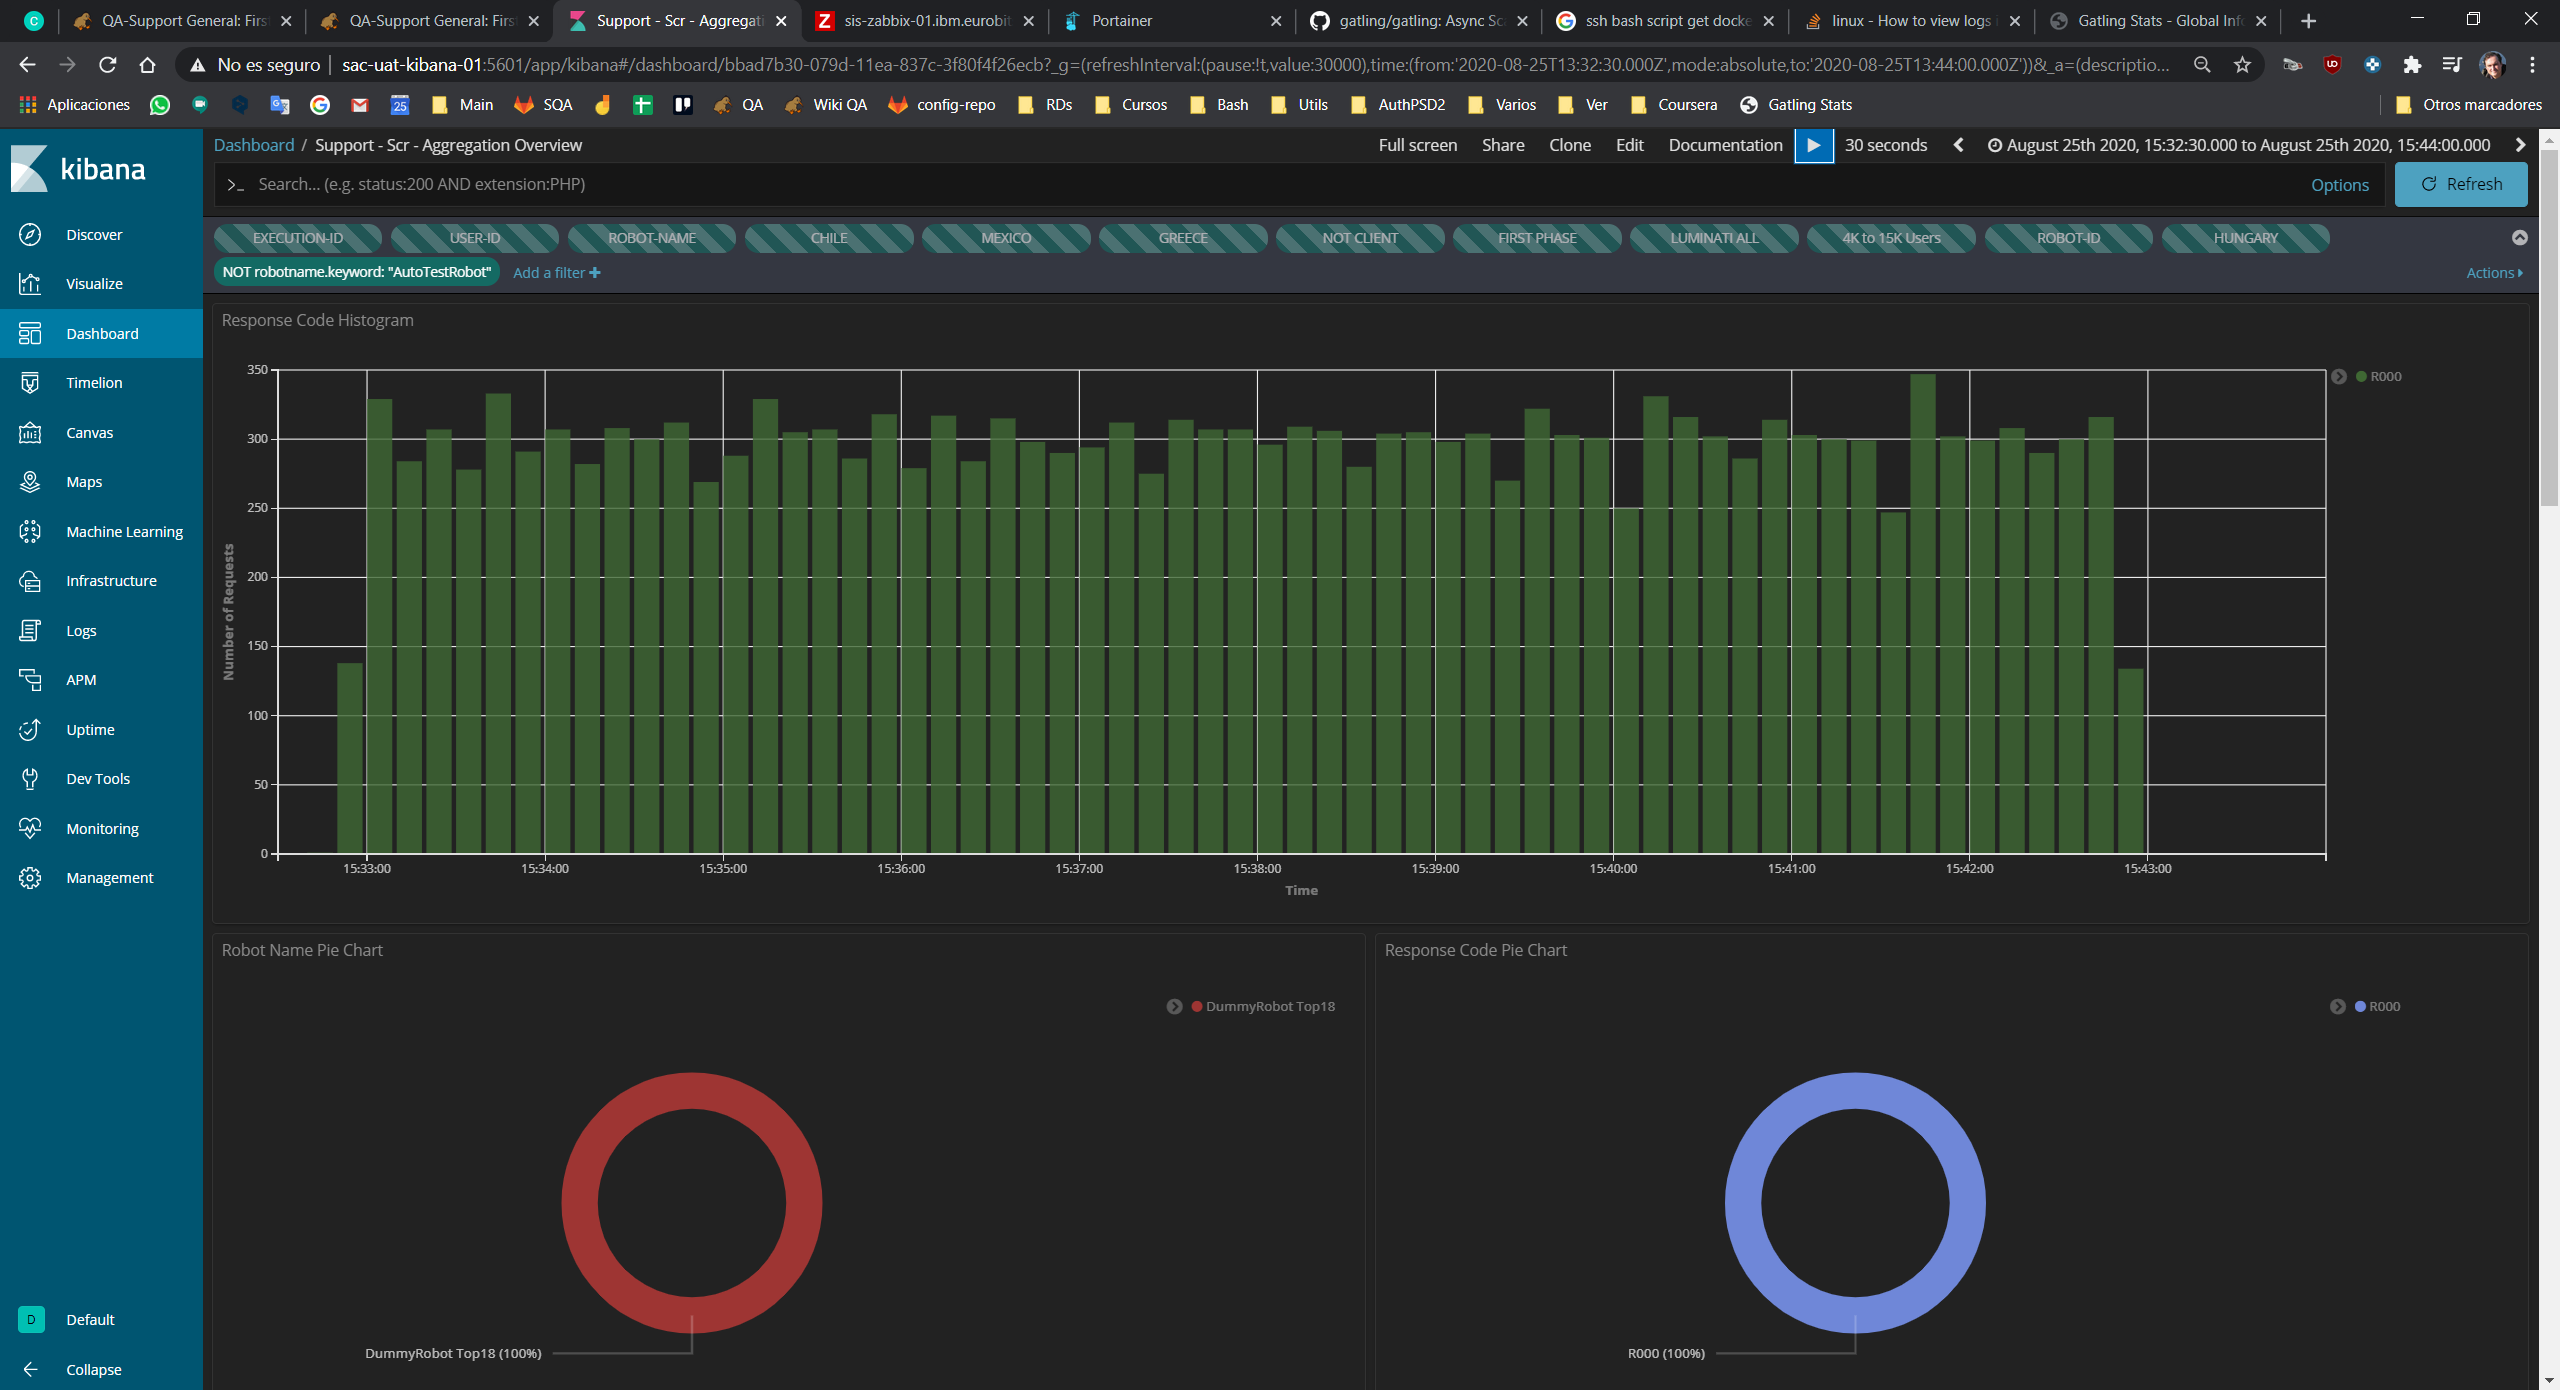 QA-Support General: Firs
QA-Support General: Firs
Support - Scr - Aggregati
sis-zabbix-01.ibm.eurobit
Portainer
gatling/gatling: Async Sc
ssh bash script get docke
linux - How to view logs i
Gatling Stats - Global Info
No es seguro
sac-uat-kibana-01:5601/app/kibana#/dashboard/bbad7b30-079d-11ea-837c-3f80f4f26ecb?_g=(refreshInterval:(pause:!t,value:30000),time:(from:'2020-08-25T13:32:30.000Z',mode:absolute,to:'2020-08-25T13:44:00.000Z'))&_a=(descriptio...
Aplicaciones
25
Main
SQA
QA
Wiki QA
config-repo
RDs
Cursos
Bash
Utils
AuthPSD2
Varios
Ver
Coursera
Gatling Stats
Otros marcadores
kibana
Dashboard / Support - Scr - Aggregation Overview
Full screen
Share
Clone
Edit
Documentation
30 seconds
August 25th 2020, 15:32:30.000 to August 25th 2020, 15:44:00.000
>_ Search... (e.g. status:200 AND extension:PHP)
Options
Refresh
Discover
Visualize
Dashboard
Timelion
Canvas
Maps
Machine Learning
Infrastructure
Logs
APM
Uptime
Dev Tools
Monitoring
Management
D Default
Collapse
EXECUTION-ID
USER-ID
ROBOT-NAME
CHILE
MEXICO
GREECE
NOT CLIENT
FIRST PHASE
LUMINATI ALL
4K to 15K Users
ROBOT-ID
HUNGARY
NOT robotname.keyword: "AutoTestRobot"
Add a filter +
Actions
Response Code Histogram
350
300
250
200
150
100
50
0
Number of Requests
15:33:00
15:34:00
15:35:00
15:36:00
15:37:00
15:38:00
15:39:00
15:40:00
15:41:00
15:42:00
15:43:00
Time
R000
Robot Name Pie Chart
DummyRobot Top18
DummyRobot Top18 (100%)
Response Code Pie Chart
R000
R000 (100%)